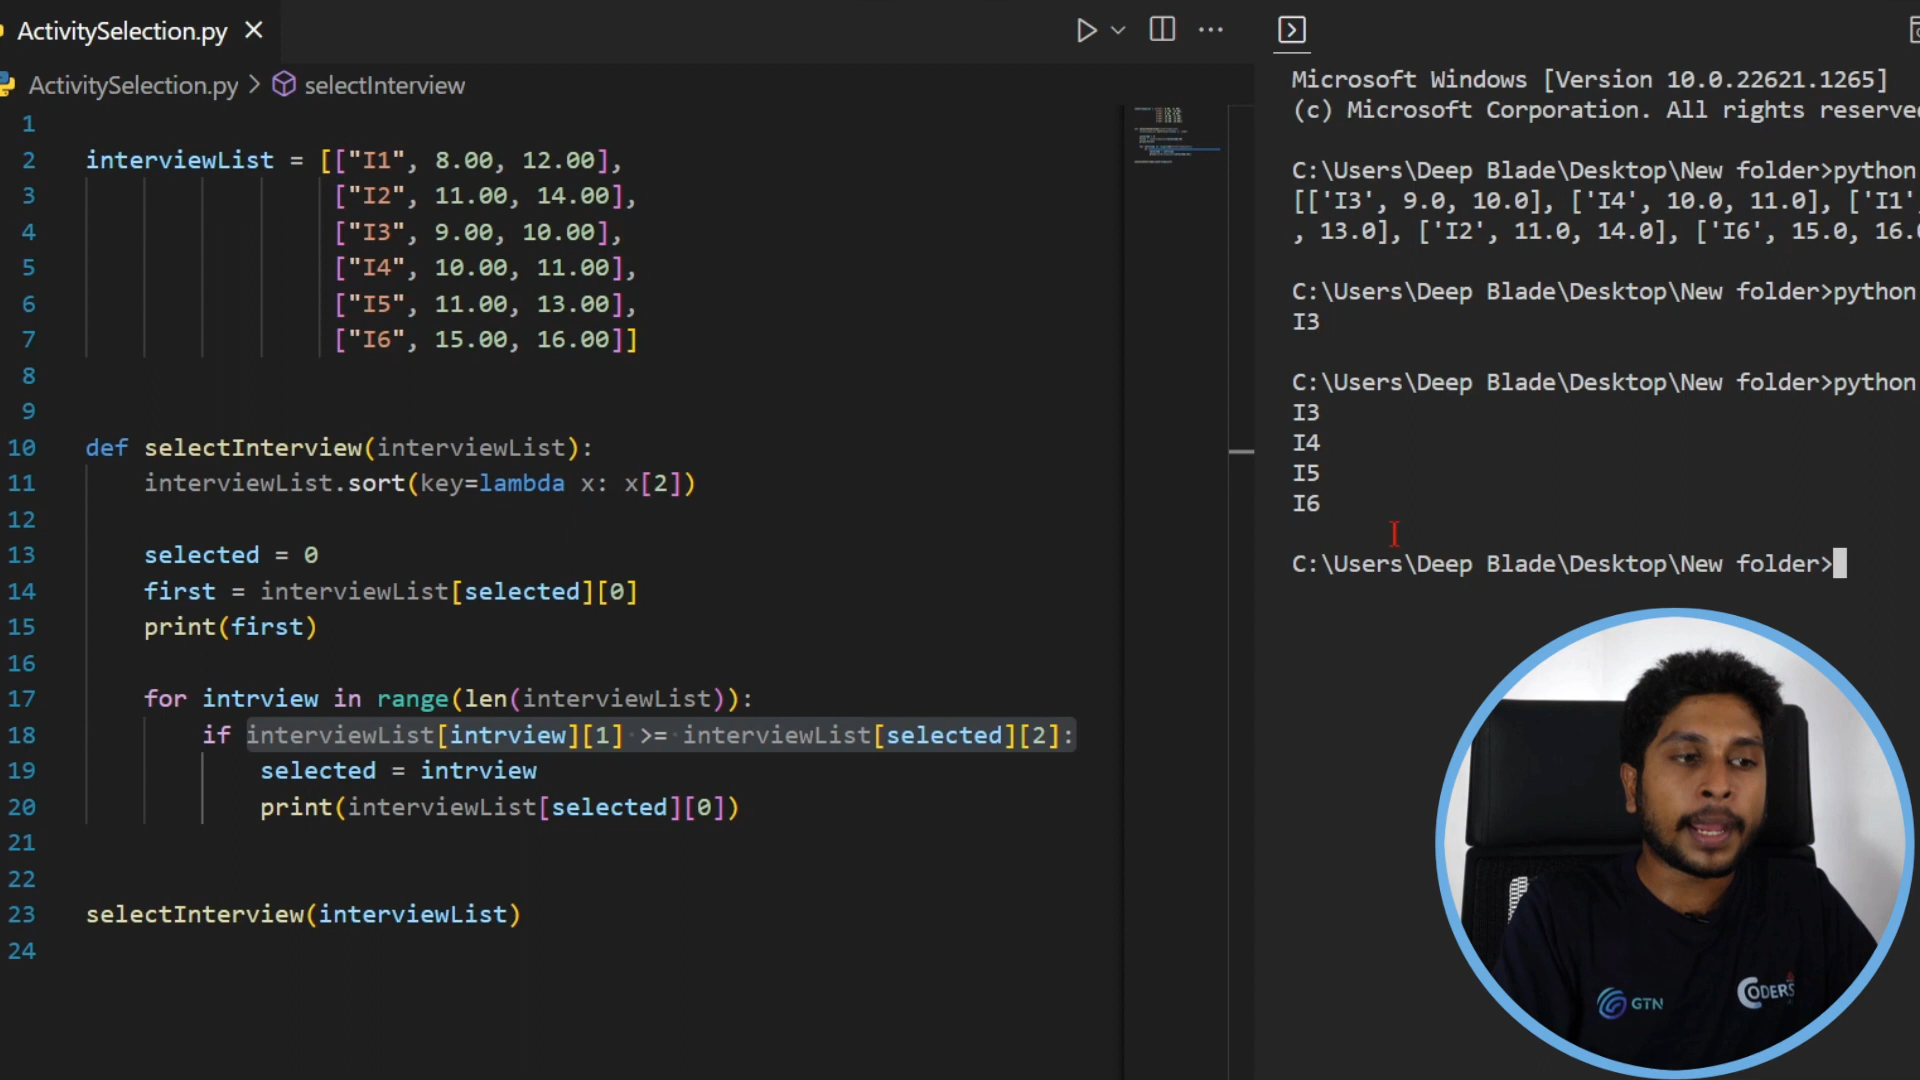 ActivitySelection.py
ActivitySelection.py > selectInterview
1
2 interviewList = [["I1", 8.00, 12.00],
3 ["I2", 11.00, 14.00],
4 ["I3", 9.00, 10.00],
5 ["I4", 10.00, 11.00],
6 ["I5", 11.00, 13.00],
7 ["I6", 15.00, 16.00]]
8
9
10 def selectInterview(interviewList):
11 interviewList.sort(key=lambda x: x[2])
12
13 selected = 0
14 first = interviewList[selected][0]
15 print(first)
16
17 for intrview in range(len(interviewList)):
18 if interviewList[intrview][1] >= interviewList[selected][2]:
19 selected = intrview
20 print(interviewList[selected][0])
21
22
23 selectInterview(interviewList)
24
Microsoft Windows [Version 10.0.22621.1265]
(c) Microsoft Corporation. All rights reserve
C:\Users\Deep Blade\Desktop\New folder>python
[['I3', 9.0, 10.0], ['I4', 10.0, 11.0], ['I1'
, 13.0], ['I2', 11.0, 14.0], ['I6', 15.0, 16.
C:\Users\Deep Blade\Desktop\New folder>python
I3
C:\Users\Deep Blade\Desktop\New folder>python
I3
I4
I5
I6
C:\Users\Deep Blade\Desktop\New folder>
GTN
CODERS